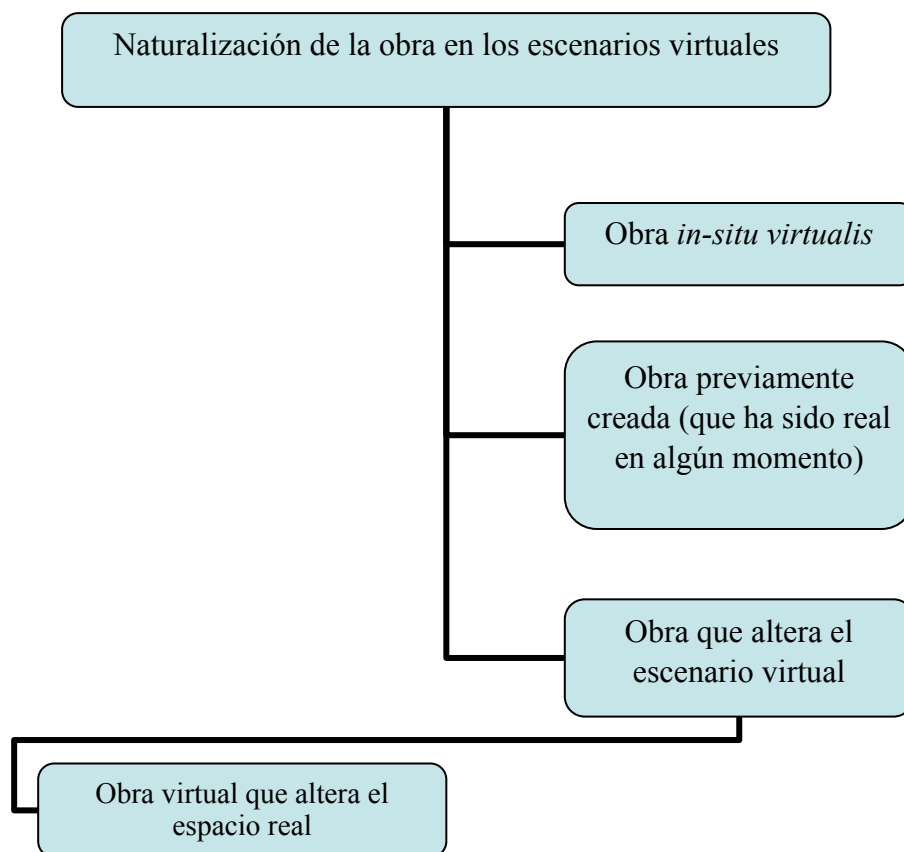 Naturalización de la obra en los escenarios virtuales
Obra in-situ virtualis
Obra previamente
creada (que ha sido real
en algún momento)
Obra que altera el
escenario virtual
Obra virtual que altera el
espacio real